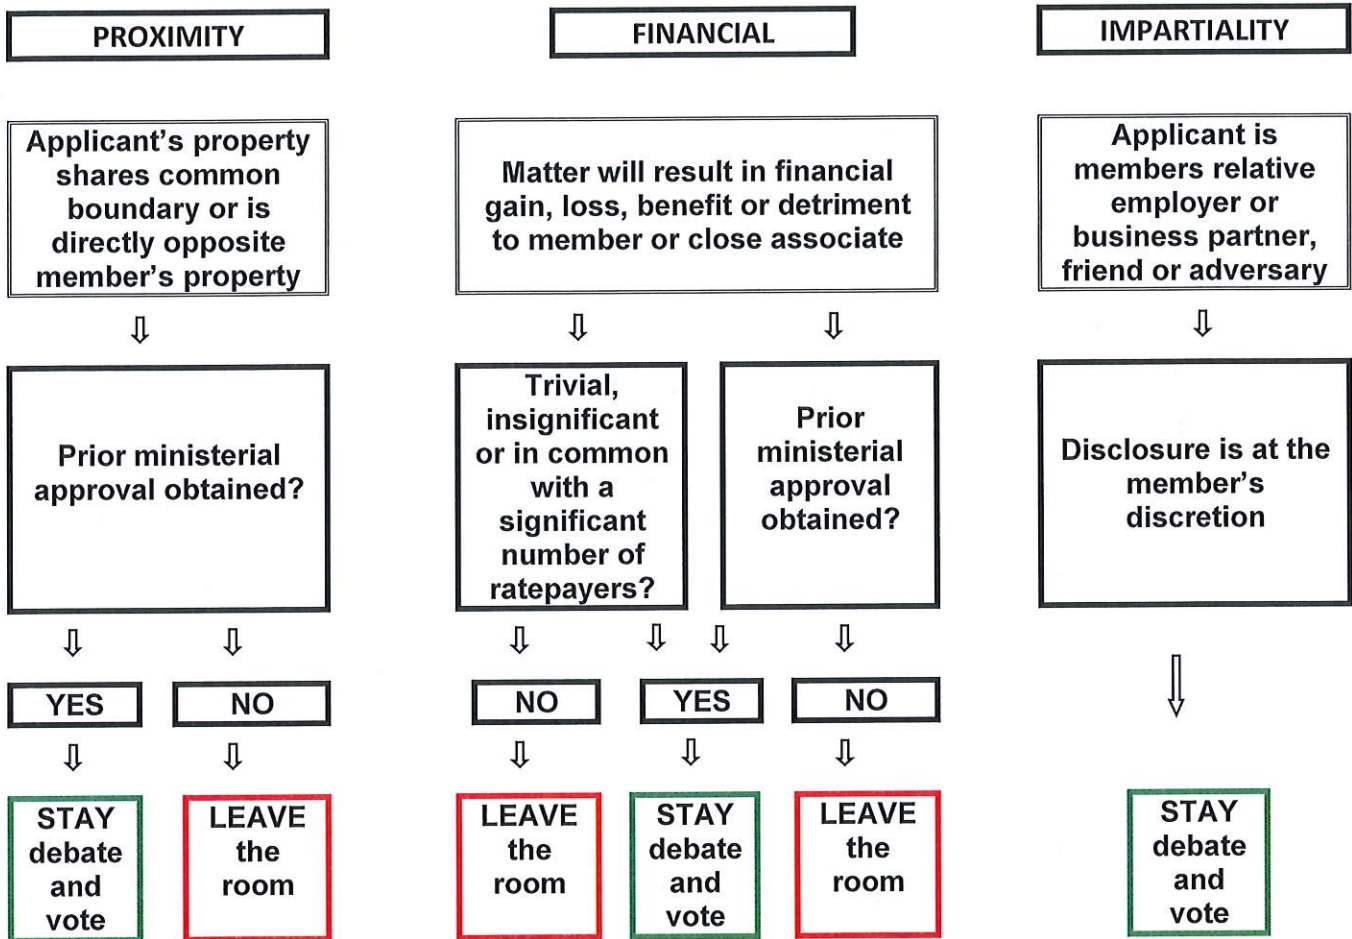 PROXIMITY
FINANCIAL
IMPARTIALITY
Applicant's property
shares common
boundary or is
directly opposite
member's property
Matter will result in financial
gain, loss, benefit or detriment
to member or close associate
Applicant is
members relative
employer or
business partner,
friend or adversary
Prior ministerial
approval obtained?
Trivial,
insignificant
or in common
with a
significant
number of
ratepayers?
Prior
ministerial
approval
obtained?
Disclosure is at the
member's
discretion
YES
NO
NO
YES
NO
STAY
debate
and
vote
LEAVE
the
room
LEAVE
the
room
STAY
debate
and
vote
LEAVE
the
room
STAY
debate
and
vote